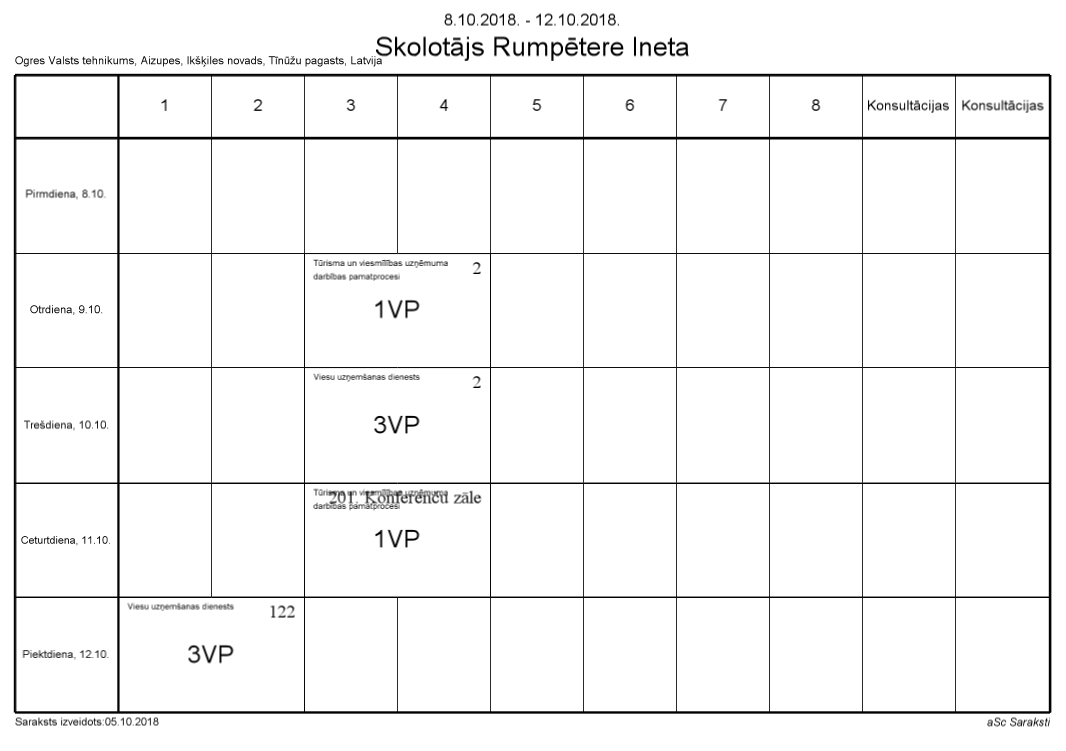 8.10.2018. - 12.10.2018.
Skolotājs Rumpētere Ineta
Ogres Valsts tehnikums, Aizupes, Ikšķiles novads, Tīnūžu pagasts, Latvija
1 2 3 4 5 6 7 8 Konsultācijas Konsultācijas
Pirmdiena, 8.10.
Tūrisma un viesmīlības uzņēmuma 2
darbības pamatprocesi
Otrdiena, 9.10.
1VP
Viesu uzņemšanas dienests 2
Trešdiena, 10.10.
3VP
Tūrisma un viesmīlības uzņēmuma
201. Konferenču zāle
darbības pamatprocesi
Ceturtdiena, 11.10.
1VP
Viesu uzņemšanas dienests 122
Piektdiena, 12.10.
3VP
Saraksts izveidots:05.10.2018
aSc Saraksti